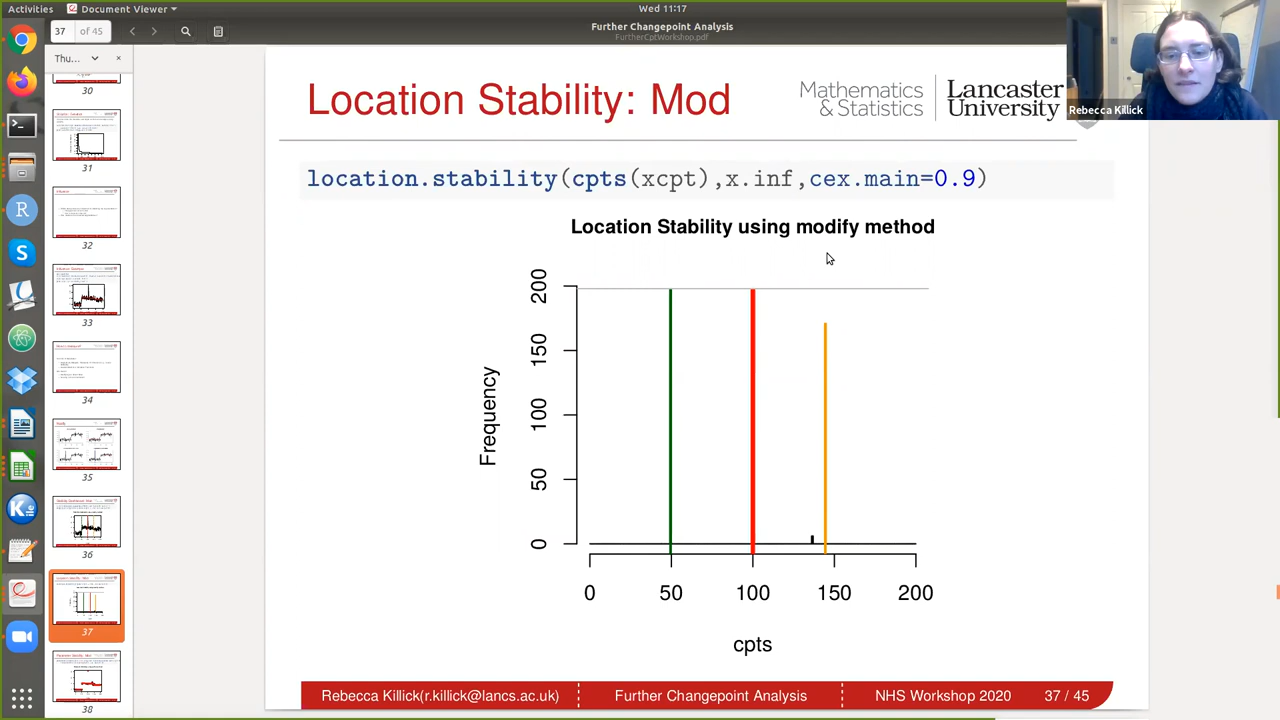 Activities
Document Viewer
Wed 11:17
37
of 45
Further Changepoint Analysis
FurtherCptWorkshop.pdf
Thu...
30
31
32
33
34
35
36
37
38
Location Stability: Mod
Mathematics
& Statistics
Lancaster
University
Rebecca Killick
location.stability(cpts(xcpt),x.inf,cex.main=0.9)
Location Stability using modify method
Frequency
200
150
100
50
0
0 50 100 150 200
cpts
Rebecca Killick(r.killick@lancs.ac.uk)
Further Changepoint Analysis
NHS Workshop 2020
37 / 45